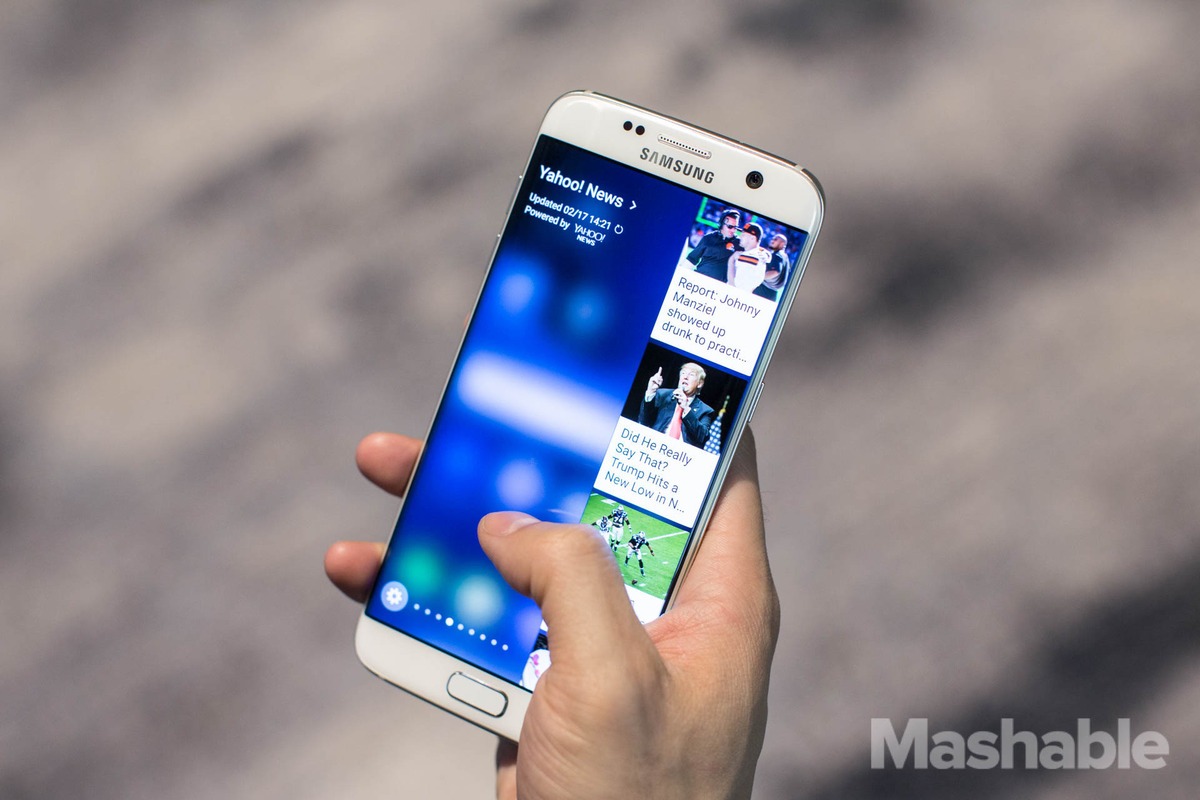 SAMSUNG
Yahoo! News >
Updated 02/17 14:21
Powered by YAHOO!
NEWS
Report: Johnny
Manziel
showed up
drunk to practi...
Did He Really
Say That?
Trump Hits a
New Low in N...
Mashable